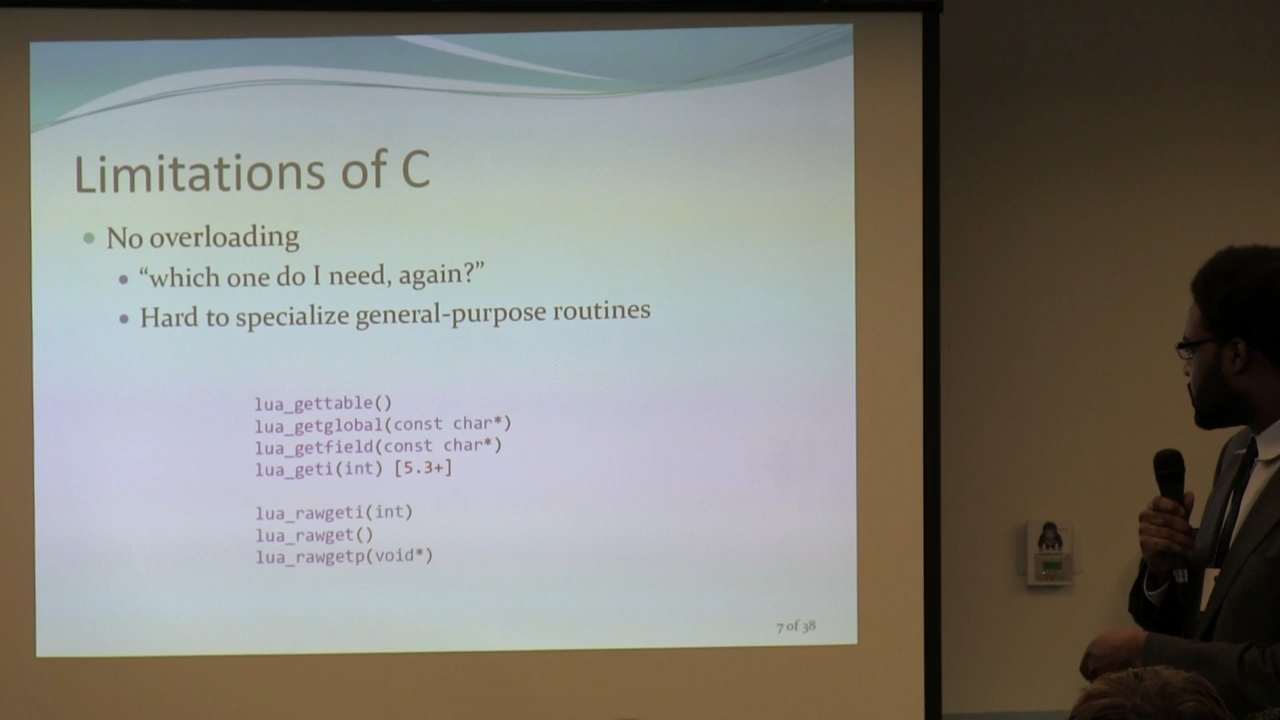 Limitations of C
• No overloading
• “which one do I need, again?”
• Hard to specialize general-purpose routines
lua_gettable()
lua_getglobal(const char*)
lua_getfield(const char*)
lua_geti(int) [5.3+]
lua_rawgeti(int)
lua_rawget()
lua_rawgetp(void*)
7 of 38